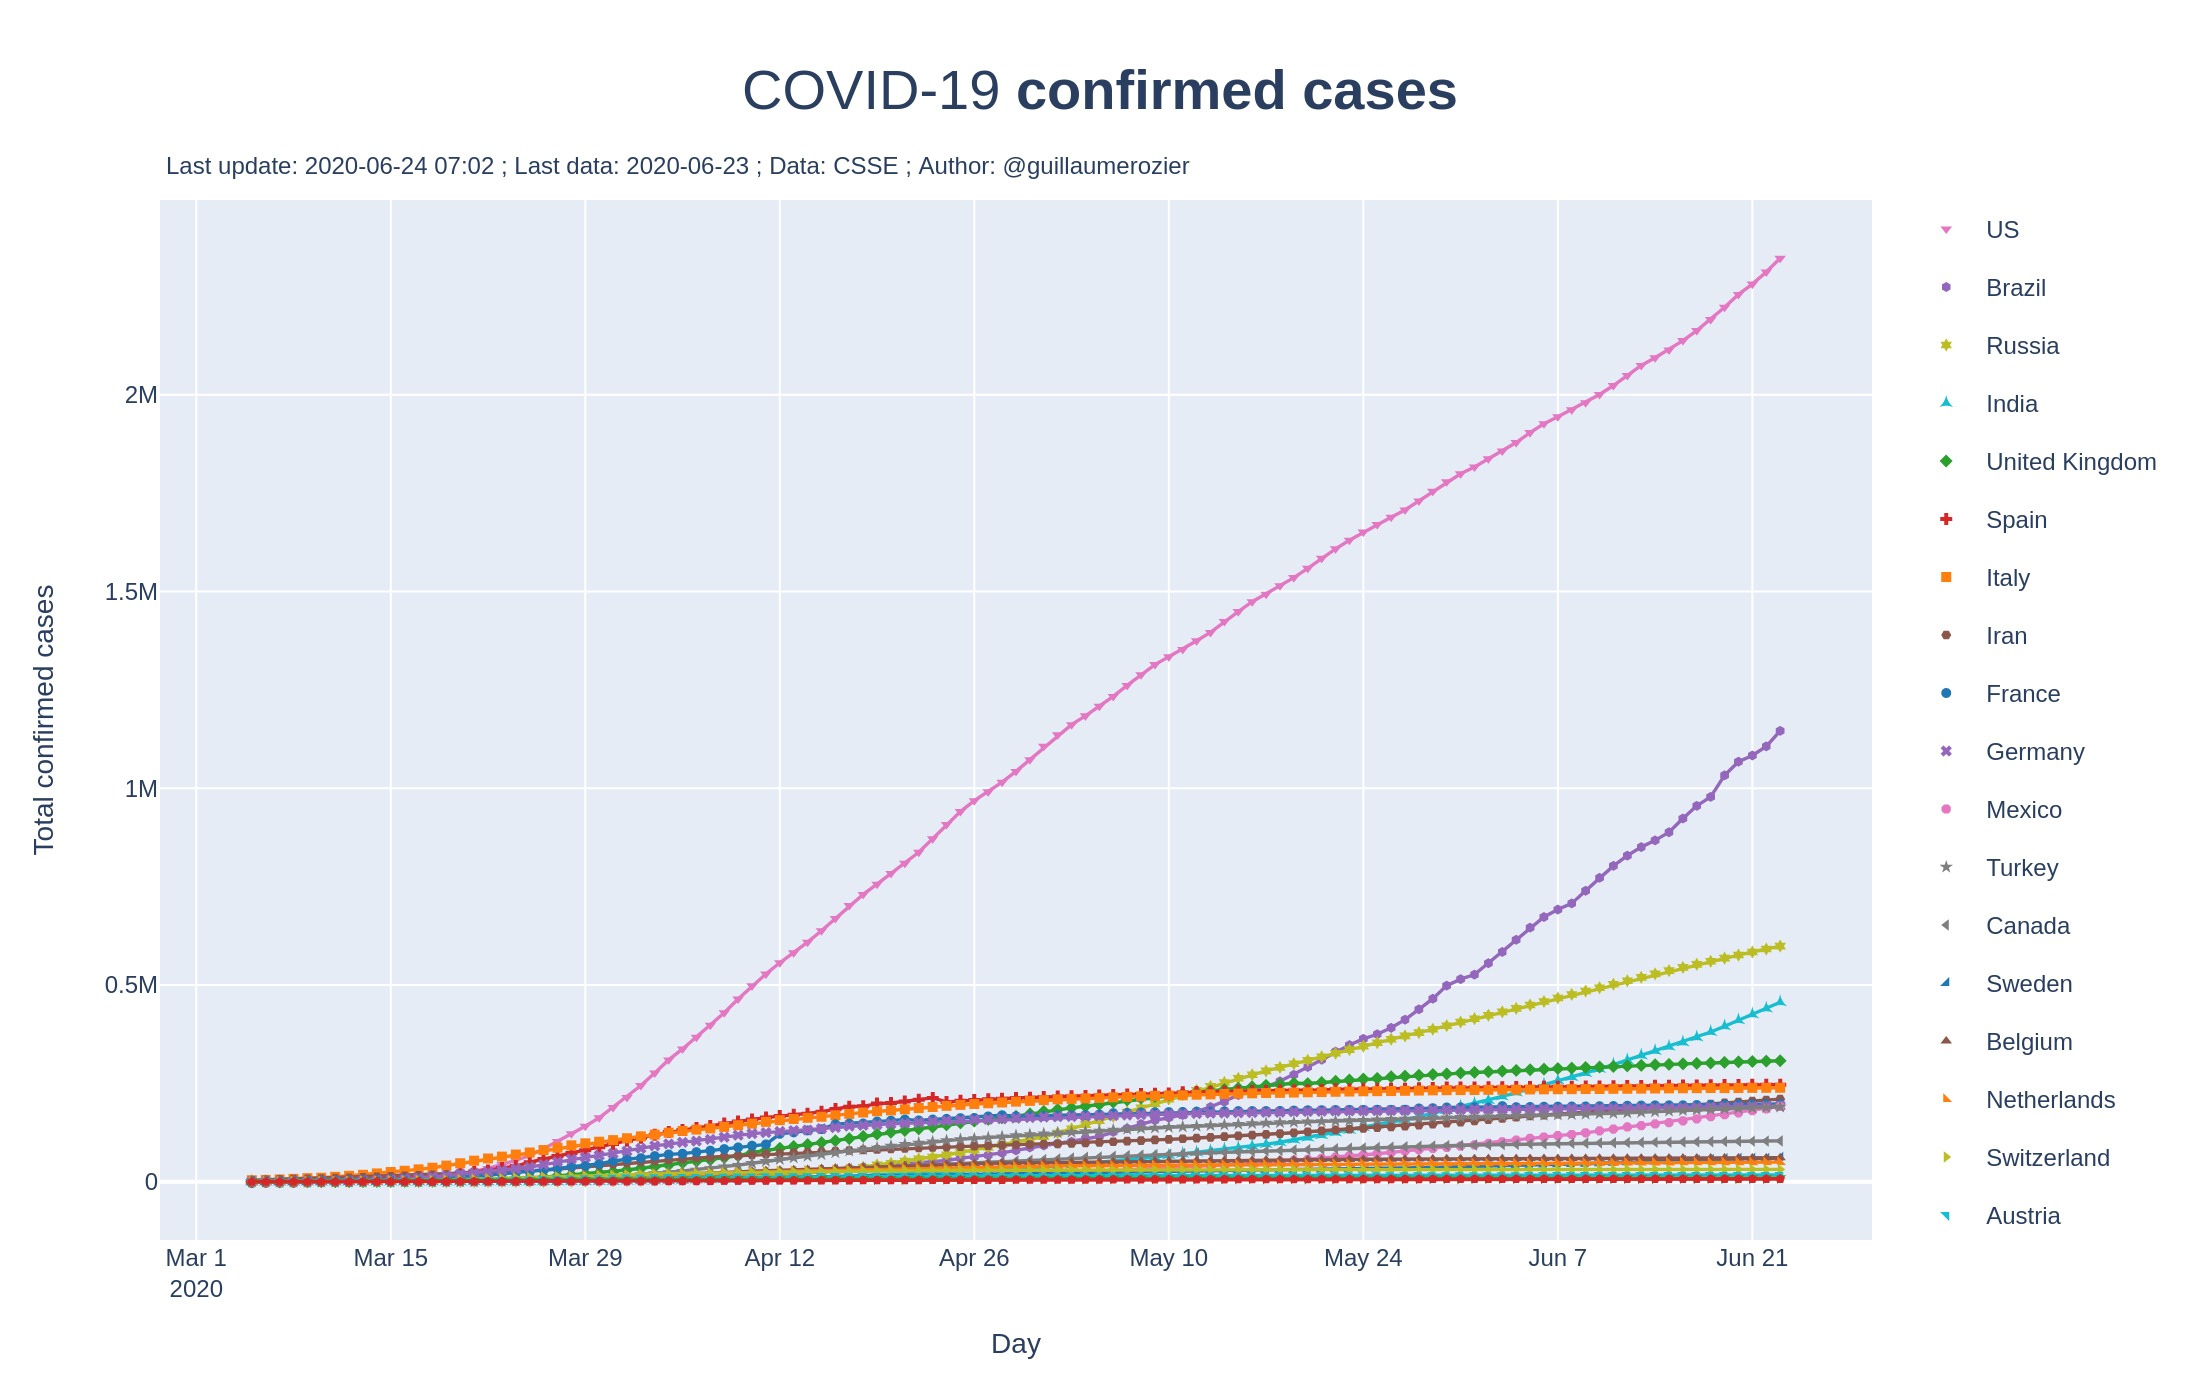 COVID-19 confirmed cases
Last update: 2020-06-24 07:02 ; Last data: 2020-06-23 ; Data: CSSE ; Author: @guillaumerozier
Total confirmed cases
2M
1.5M
1M
0.5M
0
Mar 1
2020
Mar 15
Mar 29
Apr 12
Apr 26
May 10
May 24
Jun 7
Jun 21
Day
US
Brazil
Russia
India
United Kingdom
Spain
Italy
Iran
France
Germany
Mexico
Turkey
Canada
Sweden
Belgium
Netherlands
Switzerland
Austria